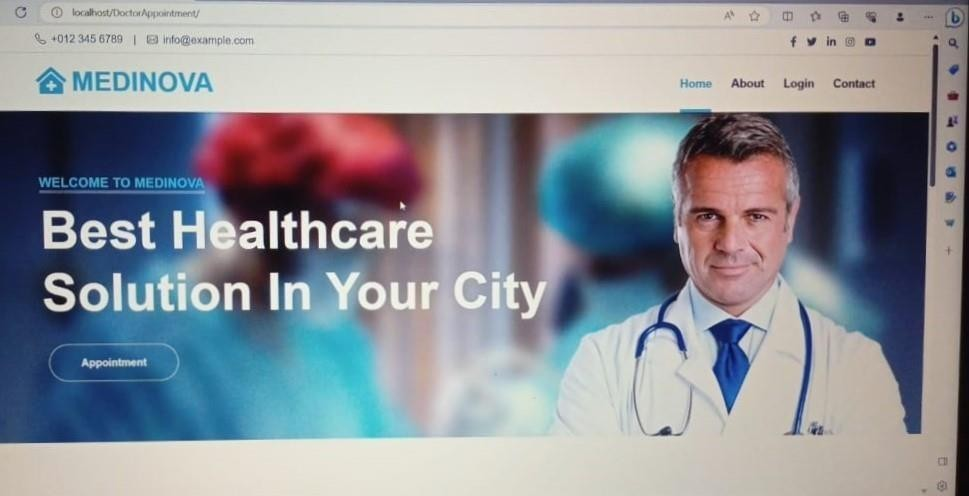 localhost/DoctorAppointment/
+012 345 6789 | info@example.com
MEDINOVA
Home About Login Contact
WELCOME TO MEDINOVA
Best Healthcare
Solution In Your City
Appointment